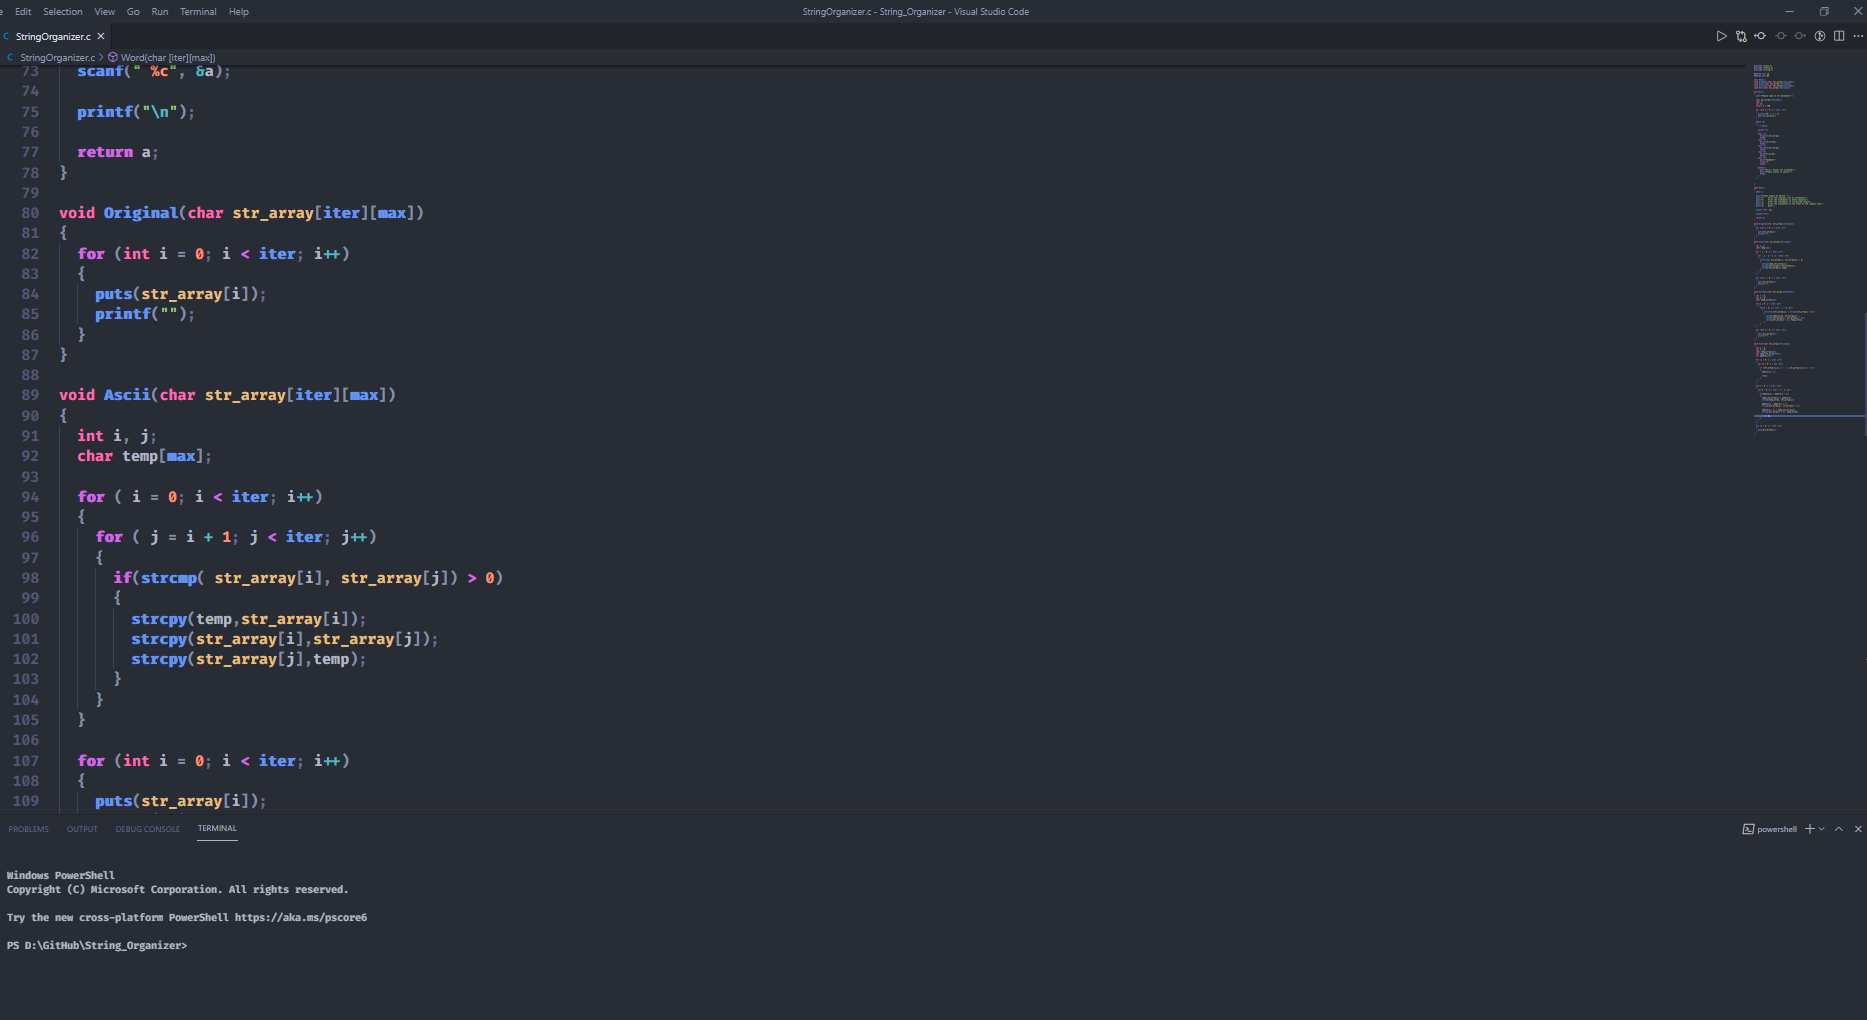 Edit Selection View Go Run Terminal Help
StringOrganizer.c - String_Organizer - Visual Studio Code
C StringOrganizer.c
C StringOrganizer.c > Word(char [iter][max])
73 scanf(" %c", &a);
74
75 printf("\n");
76
77 return a;
78 }
79
80 void Original(char str_array[iter][max])
81 {
82 for (int i = 0; i < iter; i++)
83 {
84 puts(str_array[i]);
85 printf("");
86 }
87 }
88
89 void Ascii(char str_array[iter][max])
90 {
91 int i, j;
92 char temp[max];
93
94 for ( i = 0; i < iter; i++)
95 {
96 for ( j = i + 1; j < iter; j++)
97 {
98 if(strcmp( str_array[i], str_array[j]) > 0)
99 {
100 strcpy(temp,str_array[i]);
101 strcpy(str_array[i],str_array[j]);
102 strcpy(str_array[j],temp);
103 }
104 }
105 }
106
107 for (int i = 0; i < iter; i++)
108 {
109 puts(str_array[i]);
PROBLEMS OUTPUT DEBUG CONSOLE TERMINAL
powershell
Windows PowerShell
Copyright (C) Microsoft Corporation. All rights reserved.
Try the new cross-platform PowerShell https://aka.ms/pscore6
PS D:\GitHub\String_Organizer>